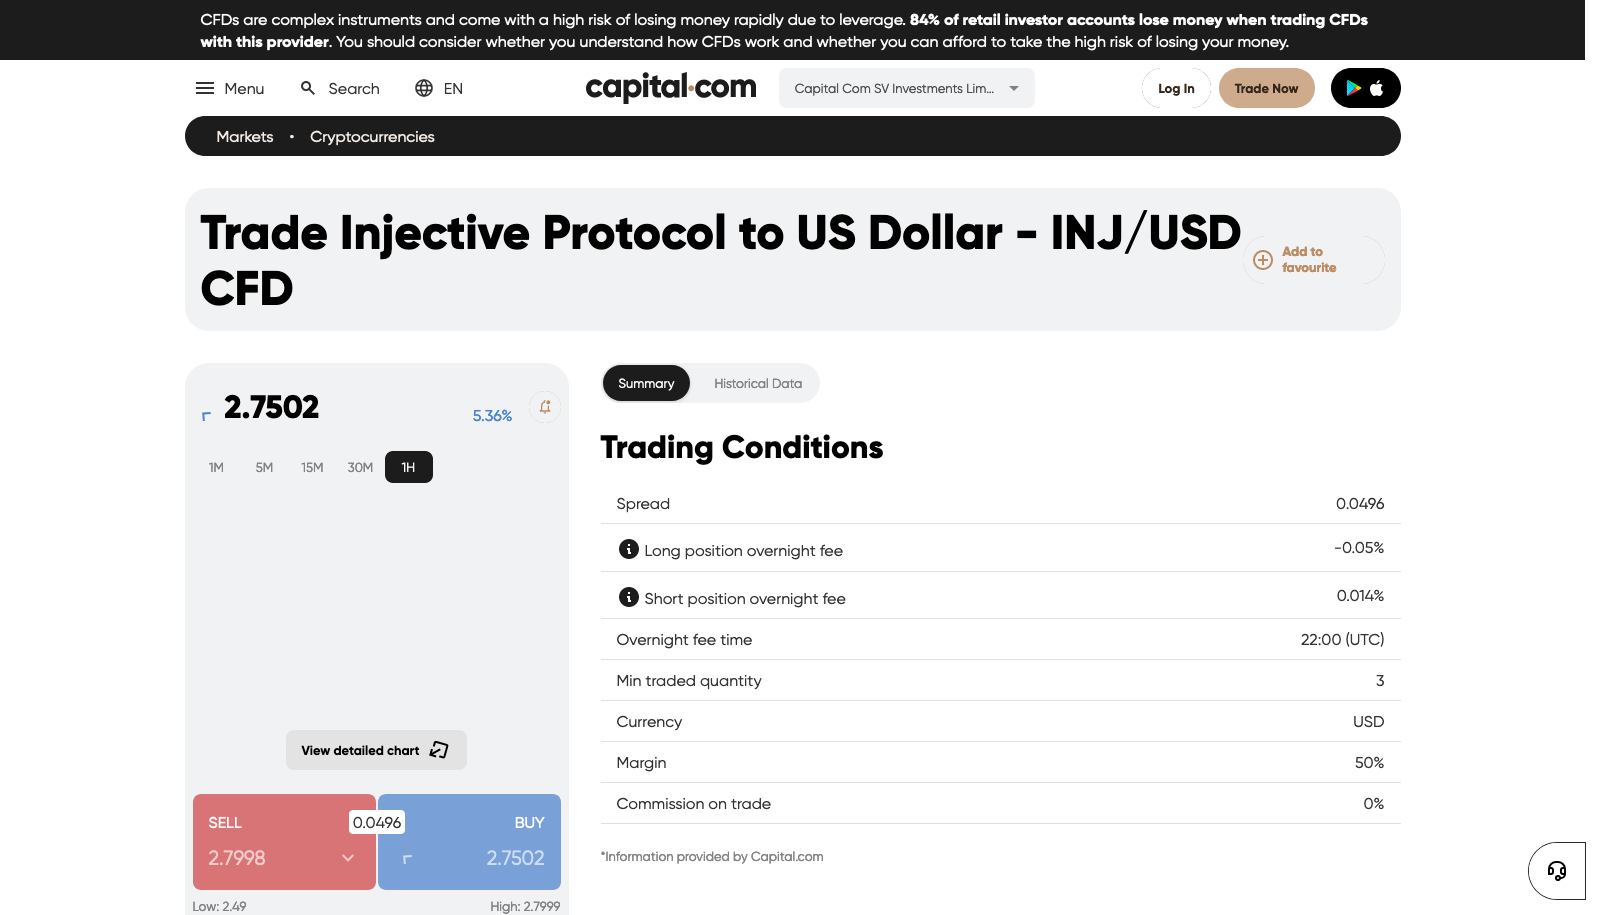 CFDs are complex instruments and come with a high risk of losing money rapidly due to leverage. 84% of retail investor accounts lose money when trading CFDs
with this provider. You should consider whether you understand how CFDs work and whether you can afford to take the high risk of losing your money.
Menu
Search
EN
capital.com
Capital Com SV Investments Lim...
Log In
Trade Now
Markets • Cryptocurrencies
Trade Injective Protocol to US Dollar - INJ/USD
CFD
Add to
favourite
2.7502
5.36%
1M 5M 15M 30M 1H
View detailed chart
SELL
0.0496
BUY
2.7998
2.7502
Low: 2.49
High: 2.7999
Summary
Historical Data
Trading Conditions
Spread 0.0496
Long position overnight fee -0.05%
Short position overnight fee 0.014%
Overnight fee time 22:00 (UTC)
Min traded quantity 3
Currency USD
Margin 50%
Commission on trade 0%
*Information provided by Capital.com